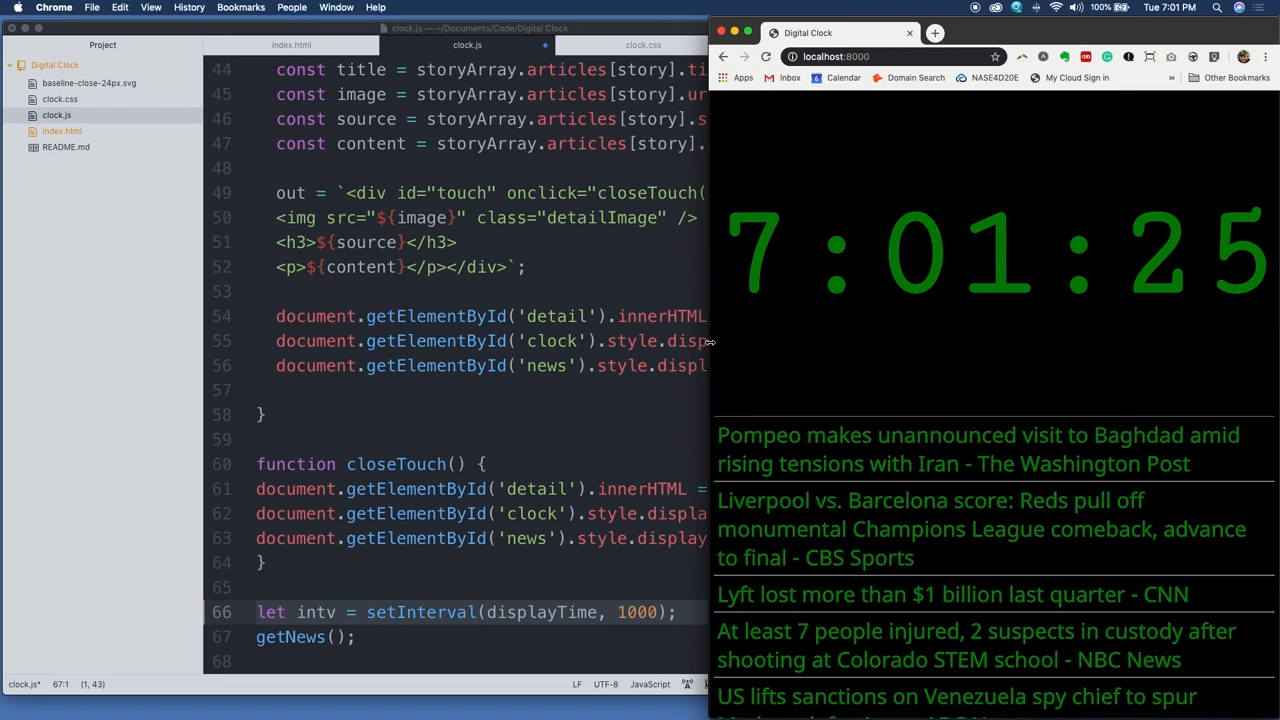 Chrome File Edit View History Bookmarks People Window Help
100% Tue 7:01 PM
clock.js — ~/Documents/Code/Digital Clock
Project
index.html clock.js clock.css
Digital Clock
baseline-close-24px.svg
clock.css
clock.js
index.html
README.md
44 const title = storyArray.articles[story].ti
45 const image = storyArray.articles[story].ur
46 const source = storyArray.articles[story].s
47 const content = storyArray.articles[story].
48
49 out = `<div id="touch" onclick="closeTouch(
50 <img src="${image}" class="detailImage" />
51 <h3>${source}</h3>
52 <p>${content}</p></div>`;
53
54 document.getElementById('detail').innerHTML
55 document.getElementById('clock').style.disp
56 document.getElementById('news').style.displ
57
58 }
59
60 function closeTouch() {
61 document.getElementById('detail').innerHTML =
62 document.getElementById('clock').style.displa
63 document.getElementById('news').style.display
64 }
65
66 let intv = setInterval(displayTime, 1000);
67 getNews();
68
clock.js* 67:1 (1, 43) LF UTF-8 JavaScript
Digital Clock
localhost:8000
Apps Inbox Calendar Domain Search NASE4D20E My Cloud Sign in » Other Bookmarks
7:01:25
Pompeo makes unannounced visit to Baghdad amid
rising tensions with Iran - The Washington Post
Liverpool vs. Barcelona score: Reds pull off
monumental Champions League comeback, advance
to final - CBS Sports
Lyft lost more than $1 billion last quarter - CNN
At least 7 people injured, 2 suspects in custody after
shooting at Colorado STEM school - NBC News
US lifts sanctions on Venezuela spy chief to spur